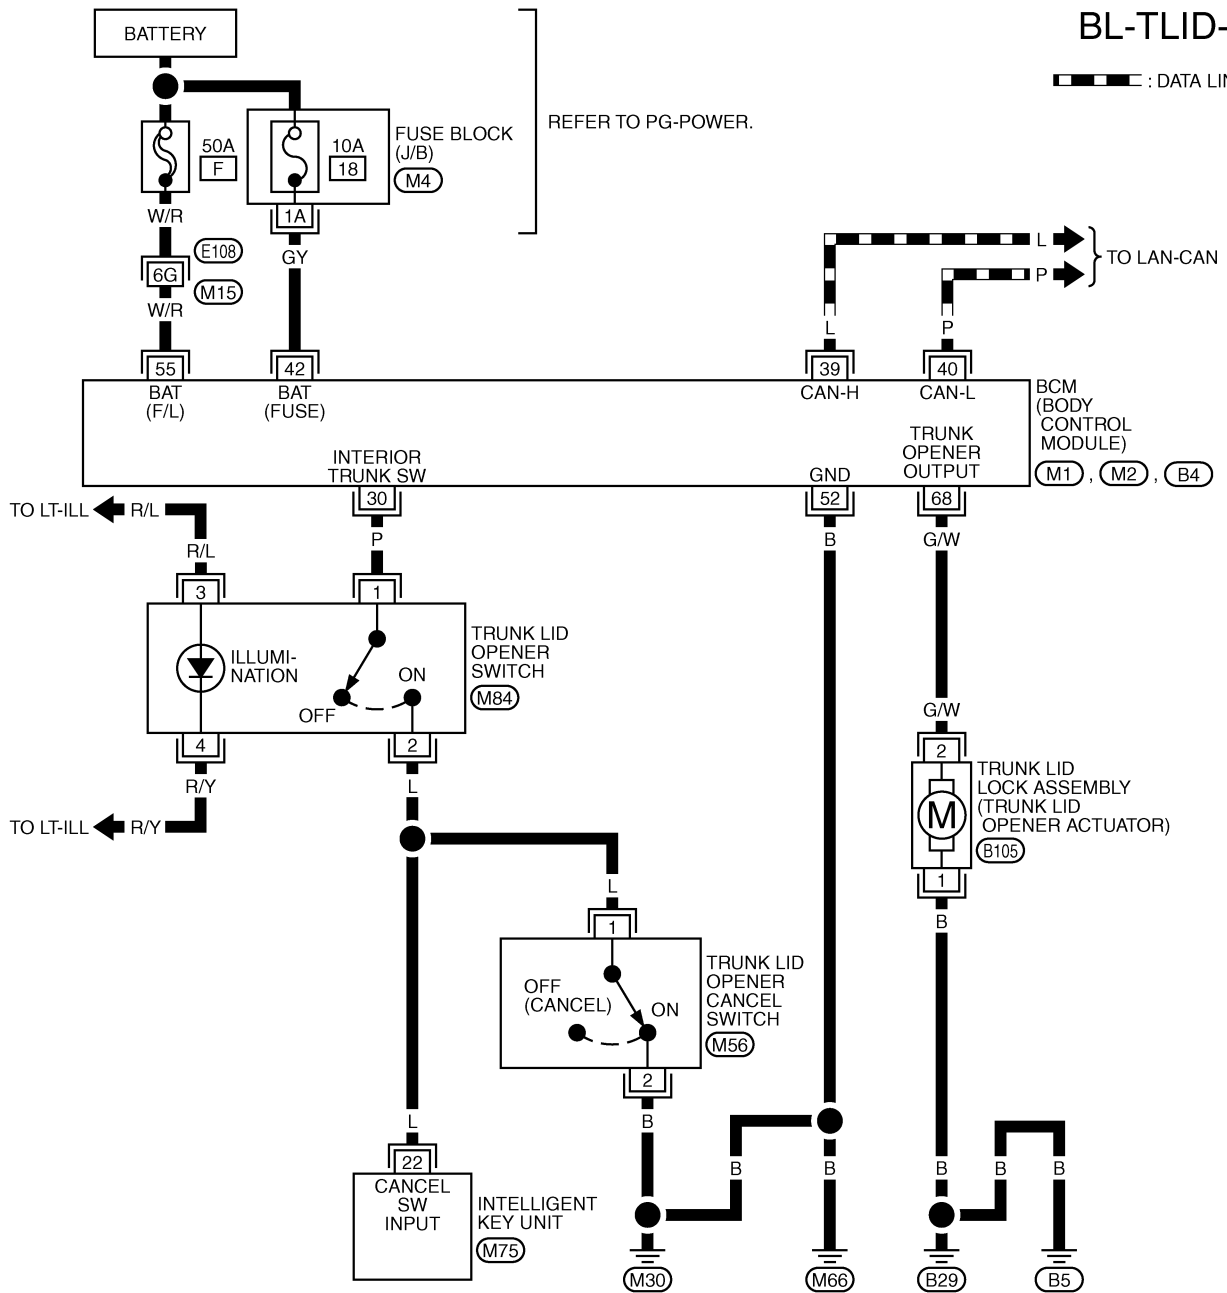 BL-TLID-
BATTERY
: DATA LIN
REFER TO PG-POWER.
50A
F
10A
18
FUSE BLOCK
(J/B)
M4
1A
W/R
GY
E108
6G
M15
W/R
L
P
TO LAN-CAN
L
P
55
42
39
40
BAT
(F/L)
BAT
(FUSE)
CAN-H
CAN-L
BCM
(BODY
CONTROL
MODULE)
M1 , M2 , B4
INTERIOR
TRUNK SW
GND
TRUNK
OPENER
OUTPUT
30
52
68
TO LT-ILL
R/L
R/L
P
B
G/W
3
1
ILLUMI-
NATION
ON
OFF
TRUNK LID
OPENER
SWITCH
M84
4
2
R/Y
L
TO LT-ILL
R/Y
G/W
2
M
TRUNK LID
LOCK ASSEMBLY
(TRUNK LID
OPENER ACTUATOR)
B105
1
B
L
1
OFF
(CANCEL)
ON
TRUNK LID
OPENER
CANCEL
SWITCH
M56
2
L
B
22
CANCEL
SW
INPUT
INTELLIGENT
KEY UNIT
M75
B
B
B
B
B
M30
M66
B29
B5